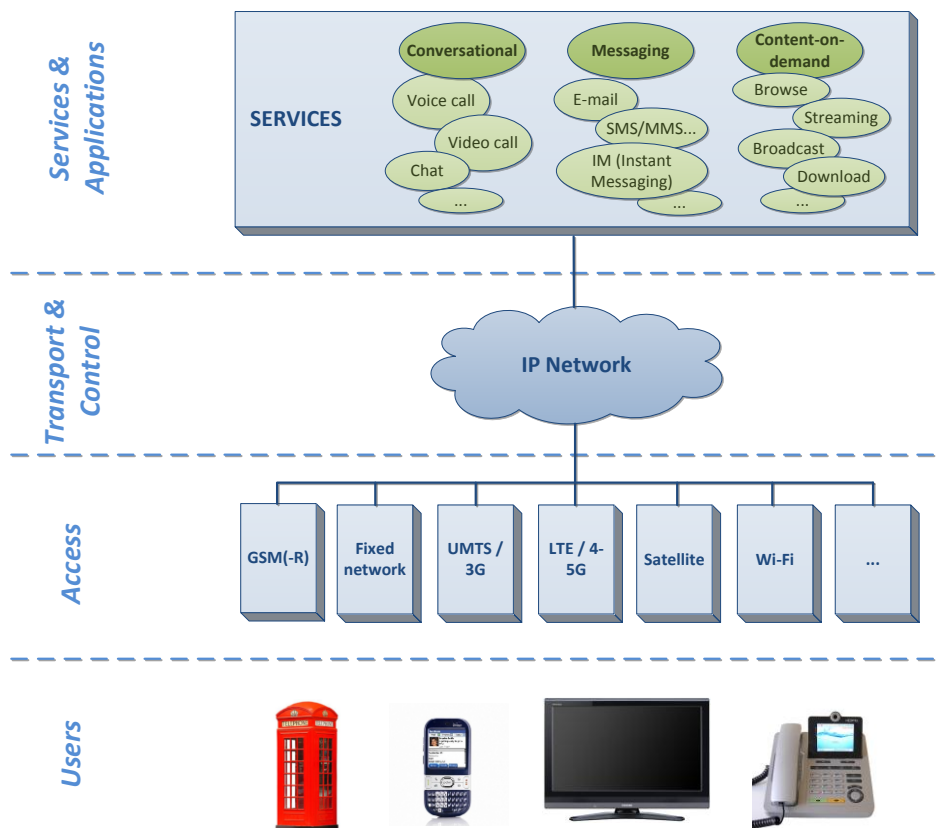 Services &
Applications
SERVICES
Conversational
Voice call
Video call
Chat
...
Messaging
E-mail
SMS/MMS...
IM (Instant
Messaging)
...
Content-on-
demand
Browse
Streaming
Broadcast
Download
...
Transport &
Control
IP Network
Access
GSM(-R)
Fixed
network
UMTS /
3G
LTE / 4-
5G
Satellite
Wi-Fi
...
Users
TELEPHONE